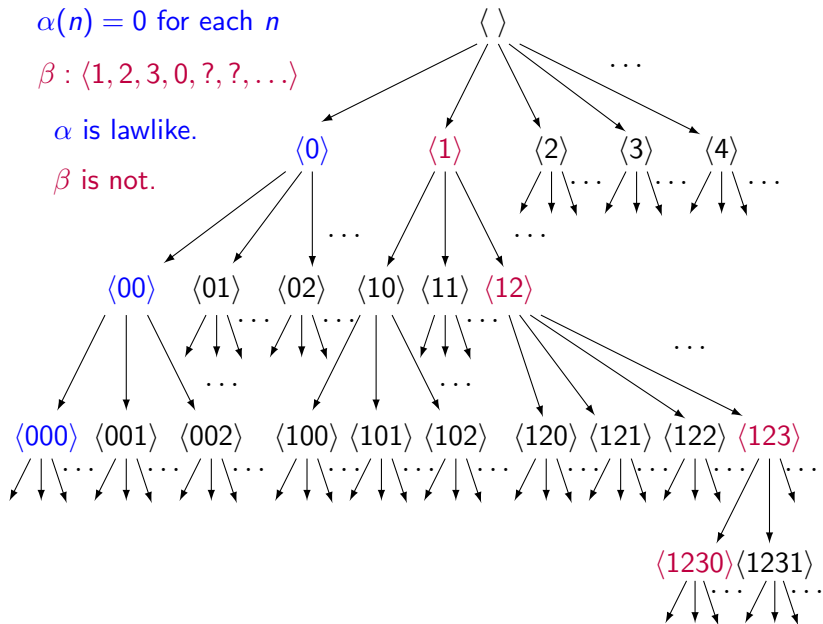 α(n) = 0 for each n
⟨ ⟩
β : ⟨1, 2, 3, 0, ?, ?, . . .⟩
. . .
α is lawlike.
⟨0⟩ ⟨1⟩ ⟨2⟩ ⟨3⟩ ⟨4⟩
β is not.
. . . . . . . . .
. . . . . .
⟨00⟩ ⟨01⟩ ⟨02⟩ ⟨10⟩ ⟨11⟩ ⟨12⟩
. . . . . . . . .
. . .
. . . . . .
⟨000⟩ ⟨001⟩ ⟨002⟩ ⟨100⟩ ⟨101⟩ ⟨102⟩ ⟨120⟩ ⟨121⟩ ⟨122⟩ ⟨123⟩
. . . . . . . . . . . . . . . . . . . . . . . . . . . . . .
⟨1230⟩ ⟨1231⟩
. . . . . .